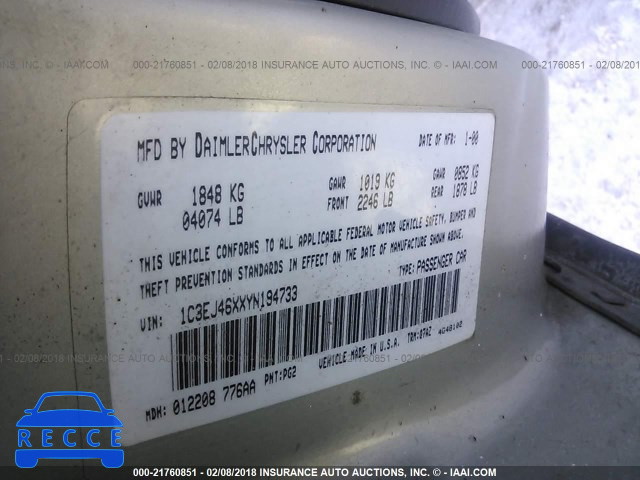 000-21760851 - 02/08/2018 INSURANCE AUTO AUCTIONS, INC. - © IAAI.COM
MFD BY DAIMLERCHRYSLER CORPORATION DATE OF MFR: 1-00
GVWR 1848 KG GAWR 1019 KG GAWR 0852 KG
04074 LB FRONT 2246 LB REAR 1878 LB
THIS VEHICLE CONFORMS TO ALL APPLICABLE FEDERAL MOTOR VEHICLE SAFETY, BUMPER AND
THEFT PREVENTION STANDARDS IN EFFECT ON THE DATE OF MANUFACTURE SHOWN ABOVE.
VIN: 1C3EJ46XXYN194733 TYPE: PASSENGER CAR
VEHICLE MADE IN U.S.A. TRM:07A2 4648102
MDH: 012208 776AA PNT:PG2
RECCE
000-21760851 - 02/08/2018 INSURANCE AUTO AUCTIONS, INC. - © IAAI.COM